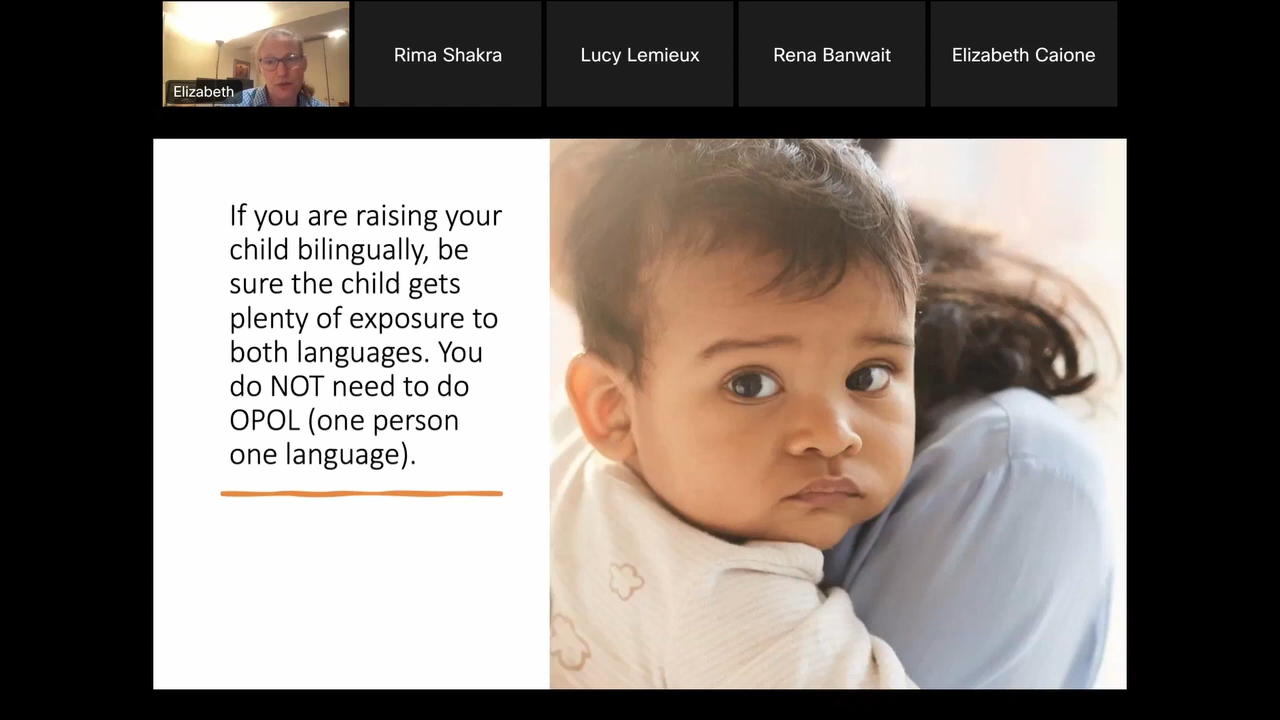 Elizabeth
Rima Shakra
Lucy Lemieux
Rena Banwait
Elizabeth Caione
If you are raising your
child bilingually, be
sure the child gets
plenty of exposure to
both languages. You
do NOT need to do
OPOL (one person
one language).